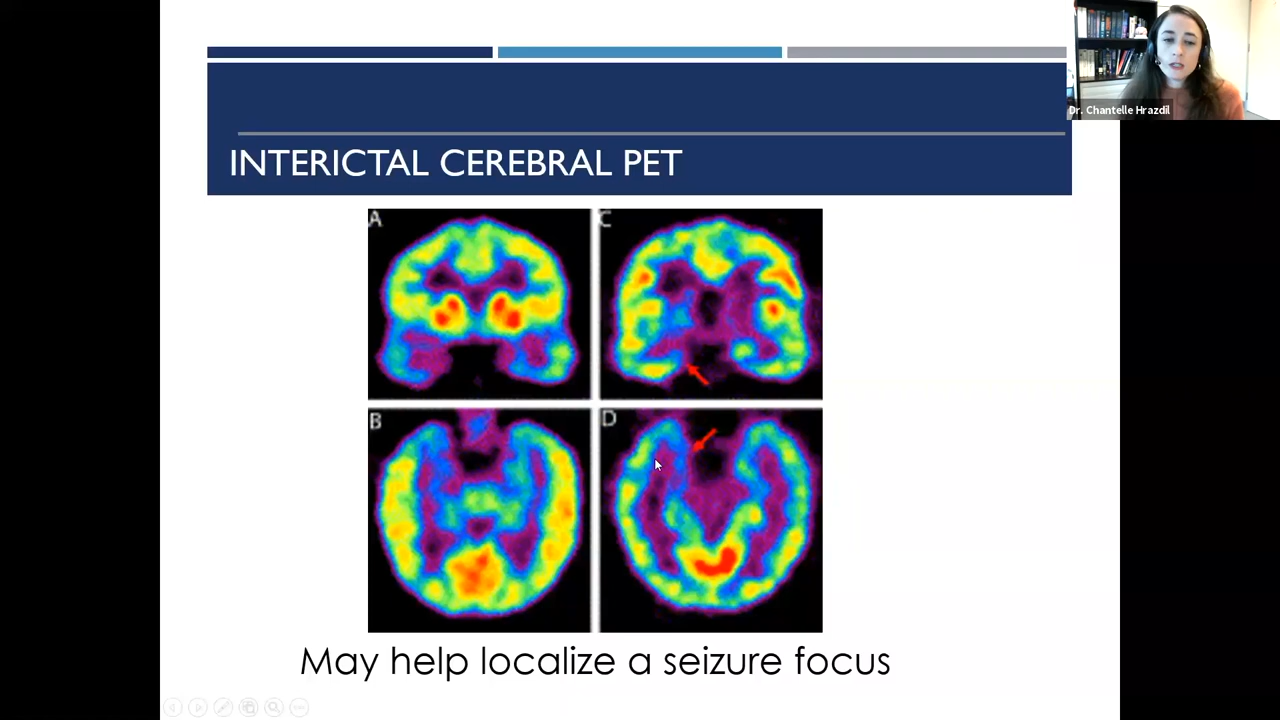 Dr. Chantelle Hrazdil
INTERICTAL CEREBRAL PET
A
C
B
D
May help localize a seizure focus